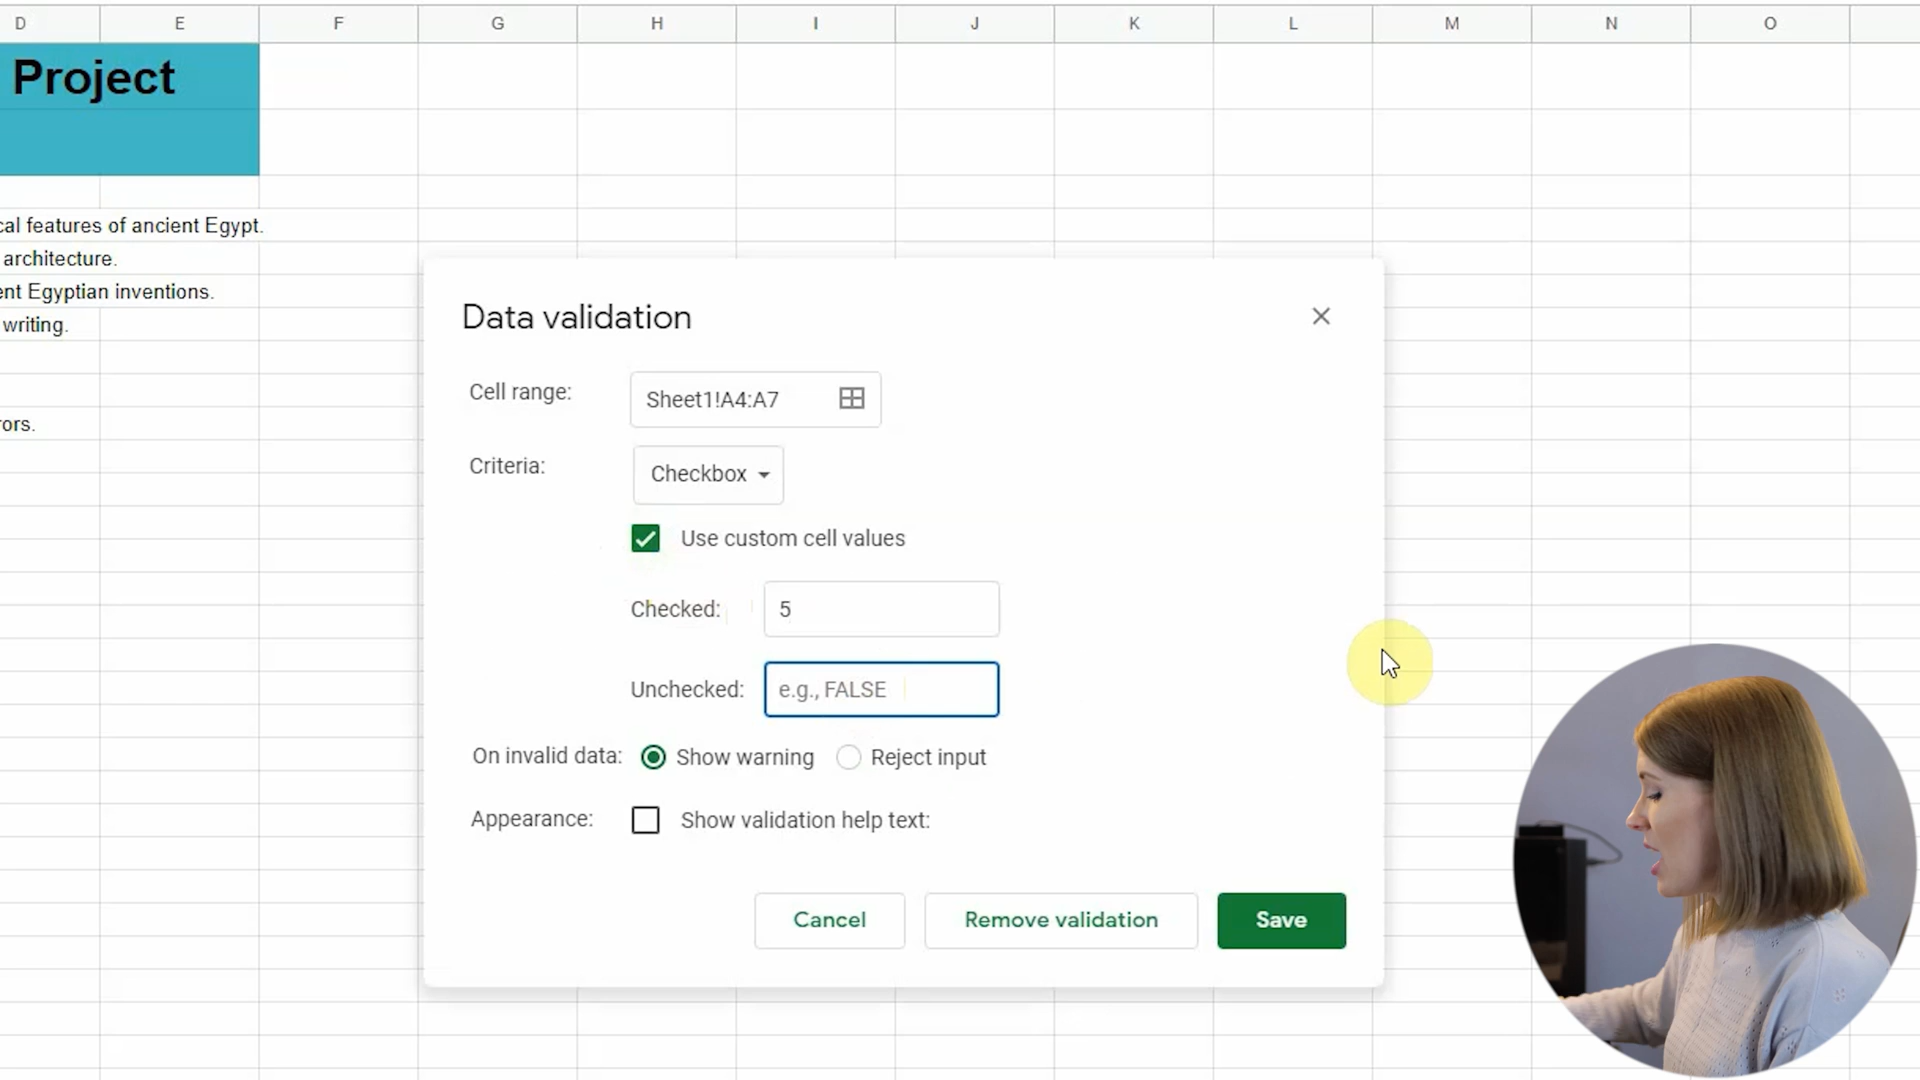 D E F G H I J K L M N O
Project
cal features of ancient Egypt.
architecture.
ent Egyptian inventions.
writing.
rors.
Data validation
Cell range: Sheet1!A4:A7
Criteria: Checkbox
Use custom cell values
Checked: 5
Unchecked: e.g., FALSE
On invalid data: Show warning Reject input
Appearance: Show validation help text:
Cancel Remove validation Save